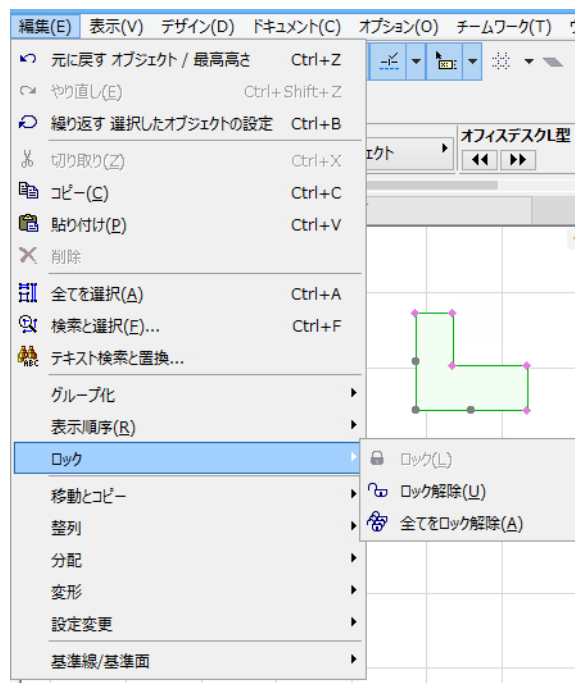 編集(E) 表示(V) デザイン(D) ドキュメント(C) オプション(O) チームワーク(T)
元に戻す オブジェクト / 最高高さ Ctrl+Z
やり直し(E) Ctrl+Shift+Z
繰り返す 選択したオブジェクトの設定 Ctrl+B
オフィスデスクL型
切り取り(Z) Ctrl+X
コピー(C) Ctrl+C
貼り付け(P) Ctrl+V
削除
全てを選択(A) Ctrl+A
検索と選択(F)... Ctrl+F
テキスト検索と置換...
グループ化
表示順序(R)
ロック
ロック(L)
ロック解除(U)
全てをロック解除(A)
移動とコピー
整列
分配
変形
設定変更
基準線/基準面